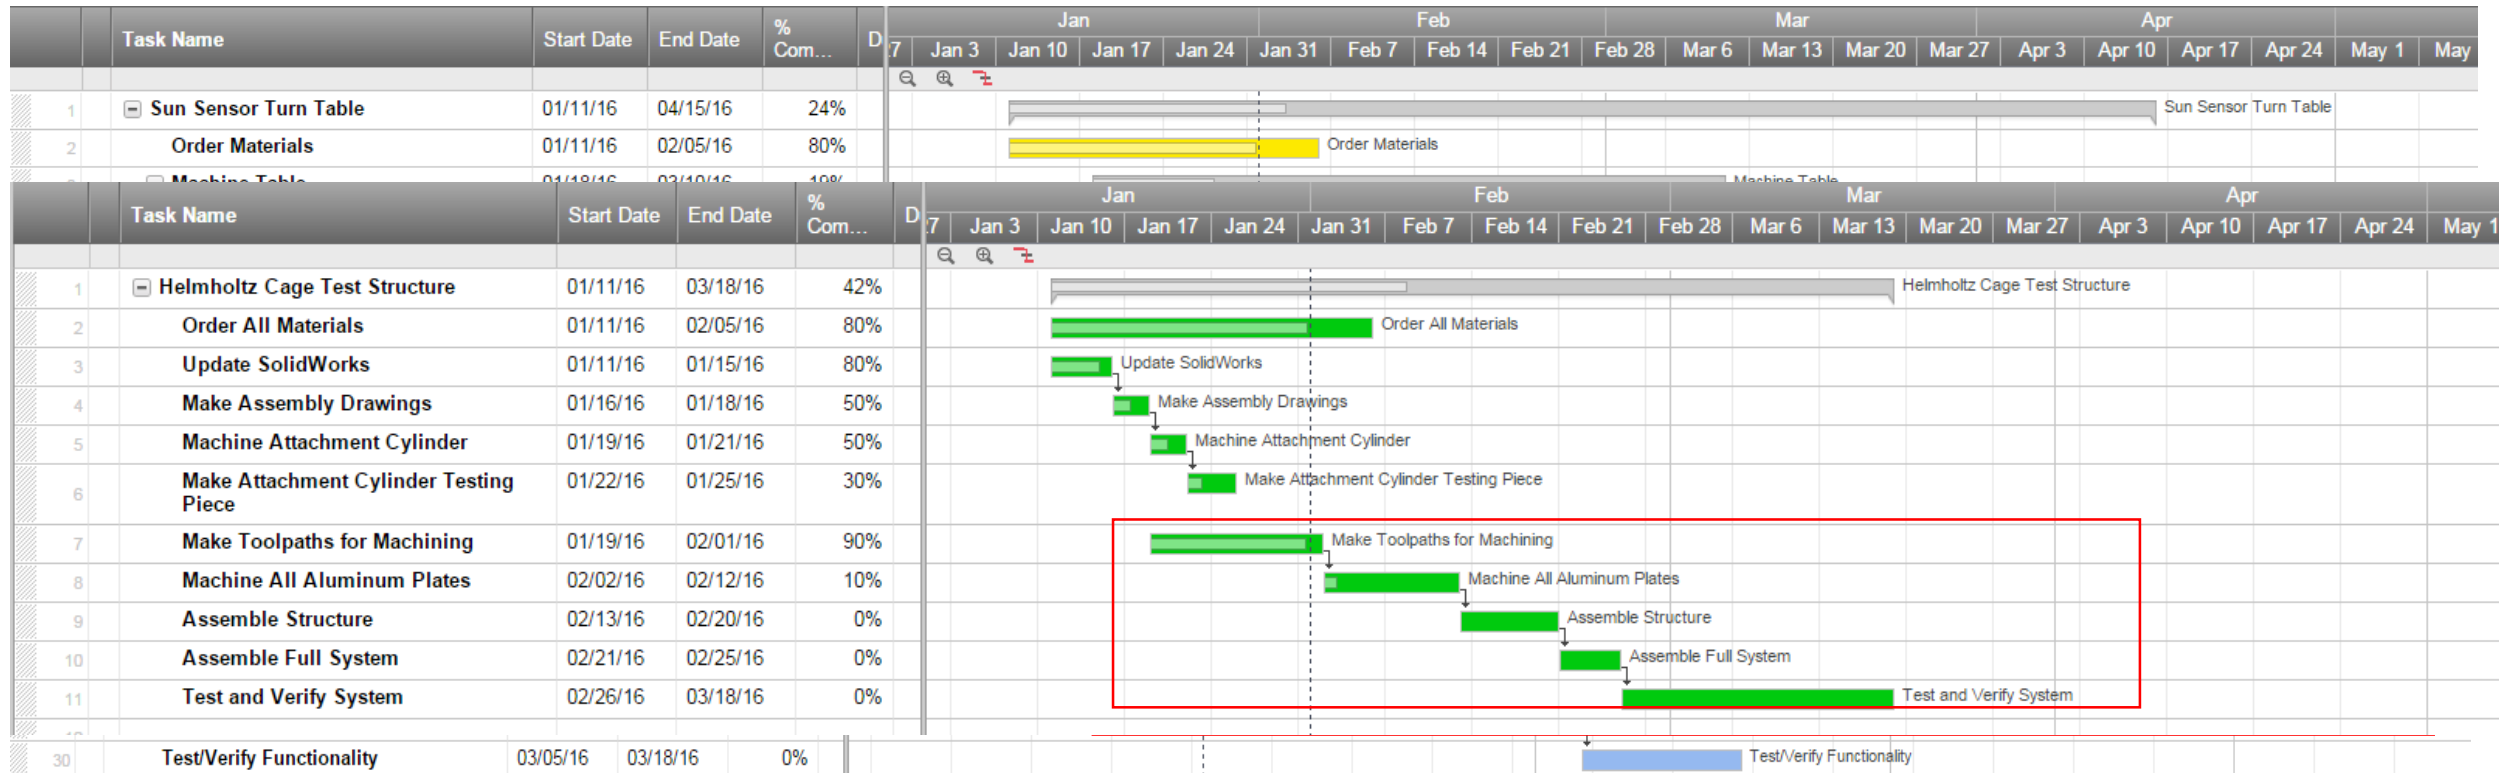 Jan Feb Mar Apr
Task Name Start Date End Date % Com... D 27 Jan 3 Jan 10 Jan 17 Jan 24 Jan 31 Feb 7 Feb 14 Feb 21 Feb 28 Mar 6 Mar 13 Mar 20 Mar 27 Apr 3 Apr 10 Apr 17 Apr 24 May 1 May
1 Sun Sensor Turn Table 01/11/16 04/15/16 24% Sun Sensor Turn Table
2 Order Materials 01/11/16 02/05/16 80% Order Materials
Machine Table 01/18/16 03/10/16 19% Machine Table
Jan Feb Mar Apr
Task Name Start Date End Date % Com... D 27 Jan 3 Jan 10 Jan 17 Jan 24 Jan 31 Feb 7 Feb 14 Feb 21 Feb 28 Mar 6 Mar 13 Mar 20 Mar 27 Apr 3 Apr 10 Apr 17 Apr 24 May 1
1 Helmholtz Cage Test Structure 01/11/16 03/18/16 42% Helmholtz Cage Test Structure
2 Order All Materials 01/11/16 02/05/16 80% Order All Materials
3 Update SolidWorks 01/11/16 01/15/16 80% Update SolidWorks
4 Make Assembly Drawings 01/16/16 01/18/16 50% Make Assembly Drawings
5 Machine Attachment Cylinder 01/19/16 01/21/16 50% Machine Attachment Cylinder
6 Make Attachment Cylinder Testing 01/22/16 01/25/16 30% Make Attachment Cylinder Testing Piece
Piece
7 Make Toolpaths for Machining 01/19/16 02/01/16 90% Make Toolpaths for Machining
8 Machine All Aluminum Plates 02/02/16 02/12/16 10% Machine All Aluminum Plates
9 Assemble Structure 02/13/16 02/20/16 0% Assemble Structure
10 Assemble Full System 02/21/16 02/25/16 0% Assemble Full System
11 Test and Verify System 02/26/16 03/18/16 0% Test and Verify System
30 Test/Verify Functionality 03/05/16 03/18/16 0% Test/Verify Functionality